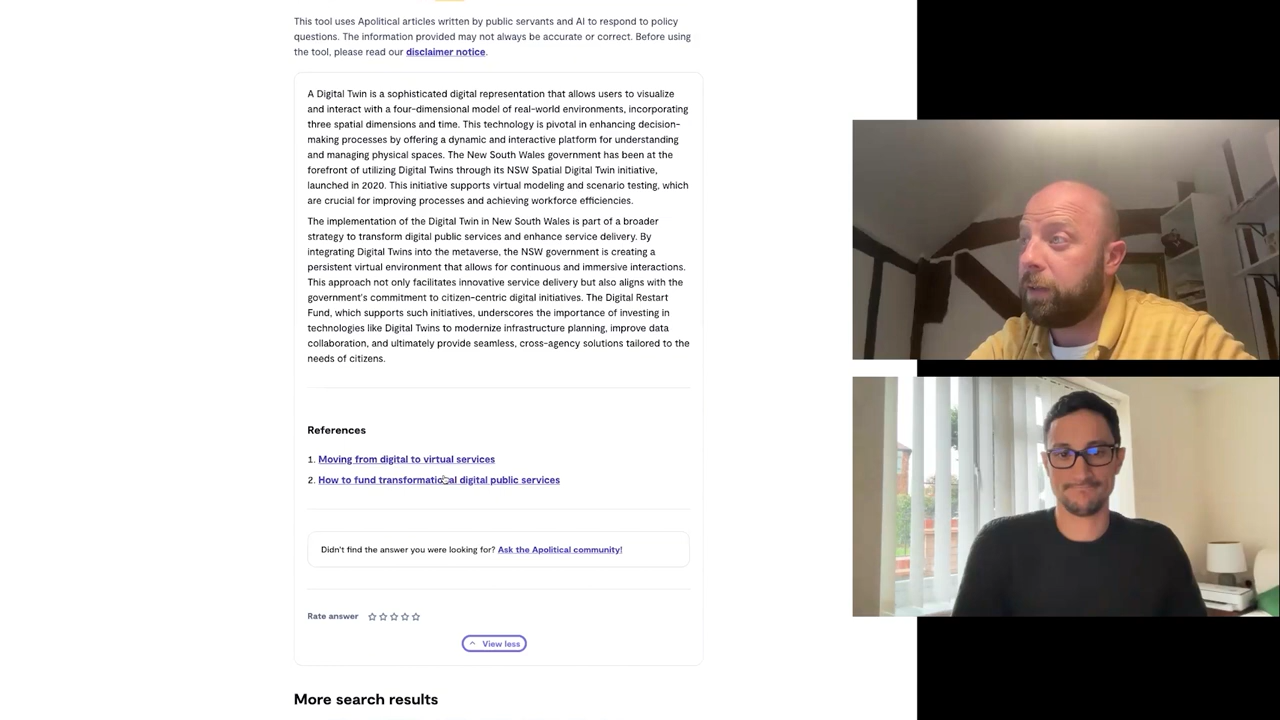 This tool uses Apolitical articles written by public servants and AI to respond to policy
questions. The information provided may not always be accurate or correct. Before using
the tool, please read our disclaimer notice.
A Digital Twin is a sophisticated digital representation that allows users to visualize
and interact with a four-dimensional model of real-world environments, incorporating
three spatial dimensions and time. This technology is pivotal in enhancing decision-
making processes by offering a dynamic and interactive platform for understanding
and managing physical spaces. The New South Wales government has been at the
forefront of utilizing Digital Twins through its NSW Spatial Digital Twin initiative,
launched in 2020. This initiative supports virtual modeling and scenario testing, which
are crucial for improving processes and achieving workforce efficiencies.
The implementation of the Digital Twin in New South Wales is part of a broader
strategy to transform digital public services and enhance service delivery. By
integrating Digital Twins into the metaverse, the NSW government is creating a
persistent virtual environment that allows for continuous and immersive interactions.
This approach not only facilitates innovative service delivery but also aligns with the
government's commitment to citizen-centric digital initiatives. The Digital Restart
Fund, which supports such initiatives, underscores the importance of investing in
technologies like Digital Twins to modernize infrastructure planning, improve data
collaboration, and ultimately provide seamless, cross-agency solutions tailored to the
needs of citizens.
References
1. Moving from digital to virtual services
2. How to fund transformational digital public services
Didn't find the answer you were looking for? Ask the Apolitical community!
Rate answer
View less
More search results